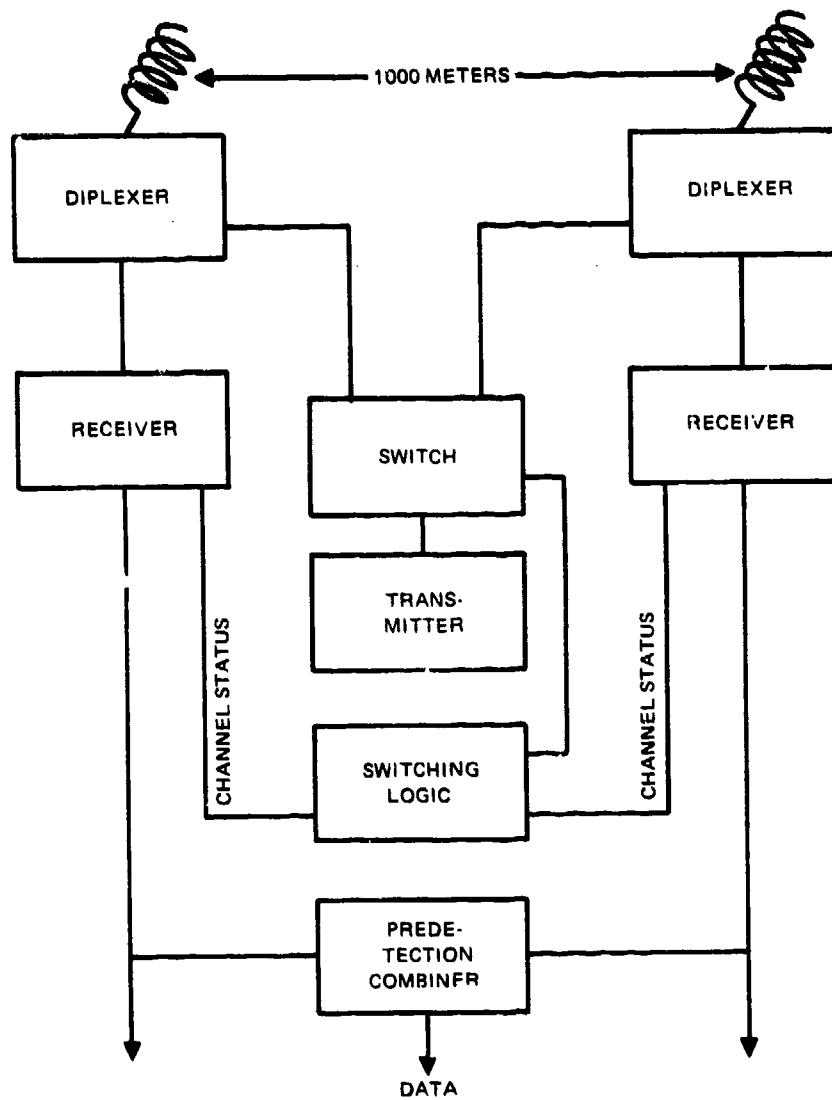 1000 METERS
DIPLEXER
DIPLEXER
RECEIVER
RECEIVER
SWITCH
TRANS-
MITTER
CHANNEL STATUS
CHANNEL STATUS
SWITCHING
LOGIC
PREDE-
TECTION
COMBINER
DATA